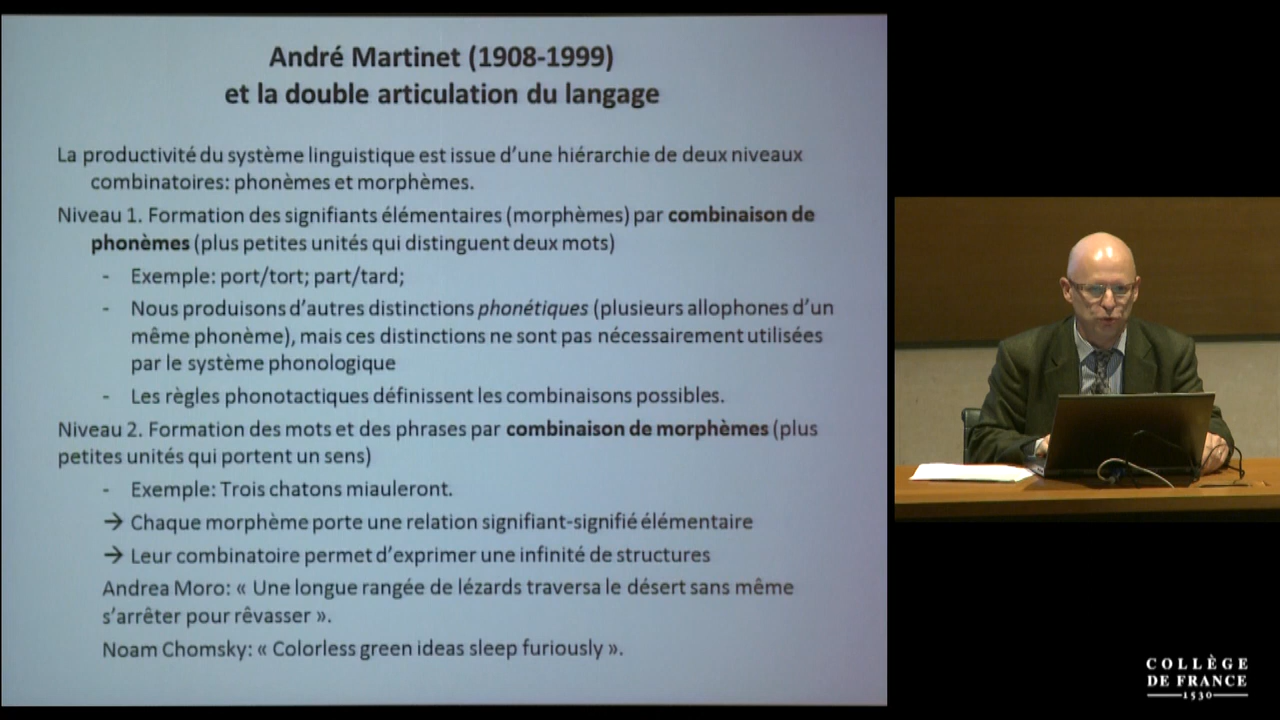 André Martinet (1908-1999)
et la double articulation du langage
La productivité du système linguistique est issue d'une hiérarchie de deux niveaux
combinatoires: phonèmes et morphèmes.
Niveau 1. Formation des signifiants élémentaires (morphèmes) par combinaison de
phonèmes (plus petites unités qui distinguent deux mots)
- Exemple: port/tort; part/tard;
- Nous produisons d'autres distinctions phonétiques (plusieurs allophones d'un
même phonème), mais ces distinctions ne sont pas nécessairement utilisées
par le système phonologique
- Les règles phonotactiques définissent les combinaisons possibles.
Niveau 2. Formation des mots et des phrases par combinaison de morphèmes (plus
petites unités qui portent un sens)
- Exemple: Trois chatons miauleront.
→ Chaque morphème porte une relation signifiant-signifié élémentaire
→ Leur combinatoire permet d'exprimer une infinité de structures
Andrea Moro: « Une longue rangée de lézards traversa le désert sans même
s'arrêter pour rêvasser ».
Noam Chomsky: « Colorless green ideas sleep furiously ».
COLLÈGE
DE FRANCE
1530